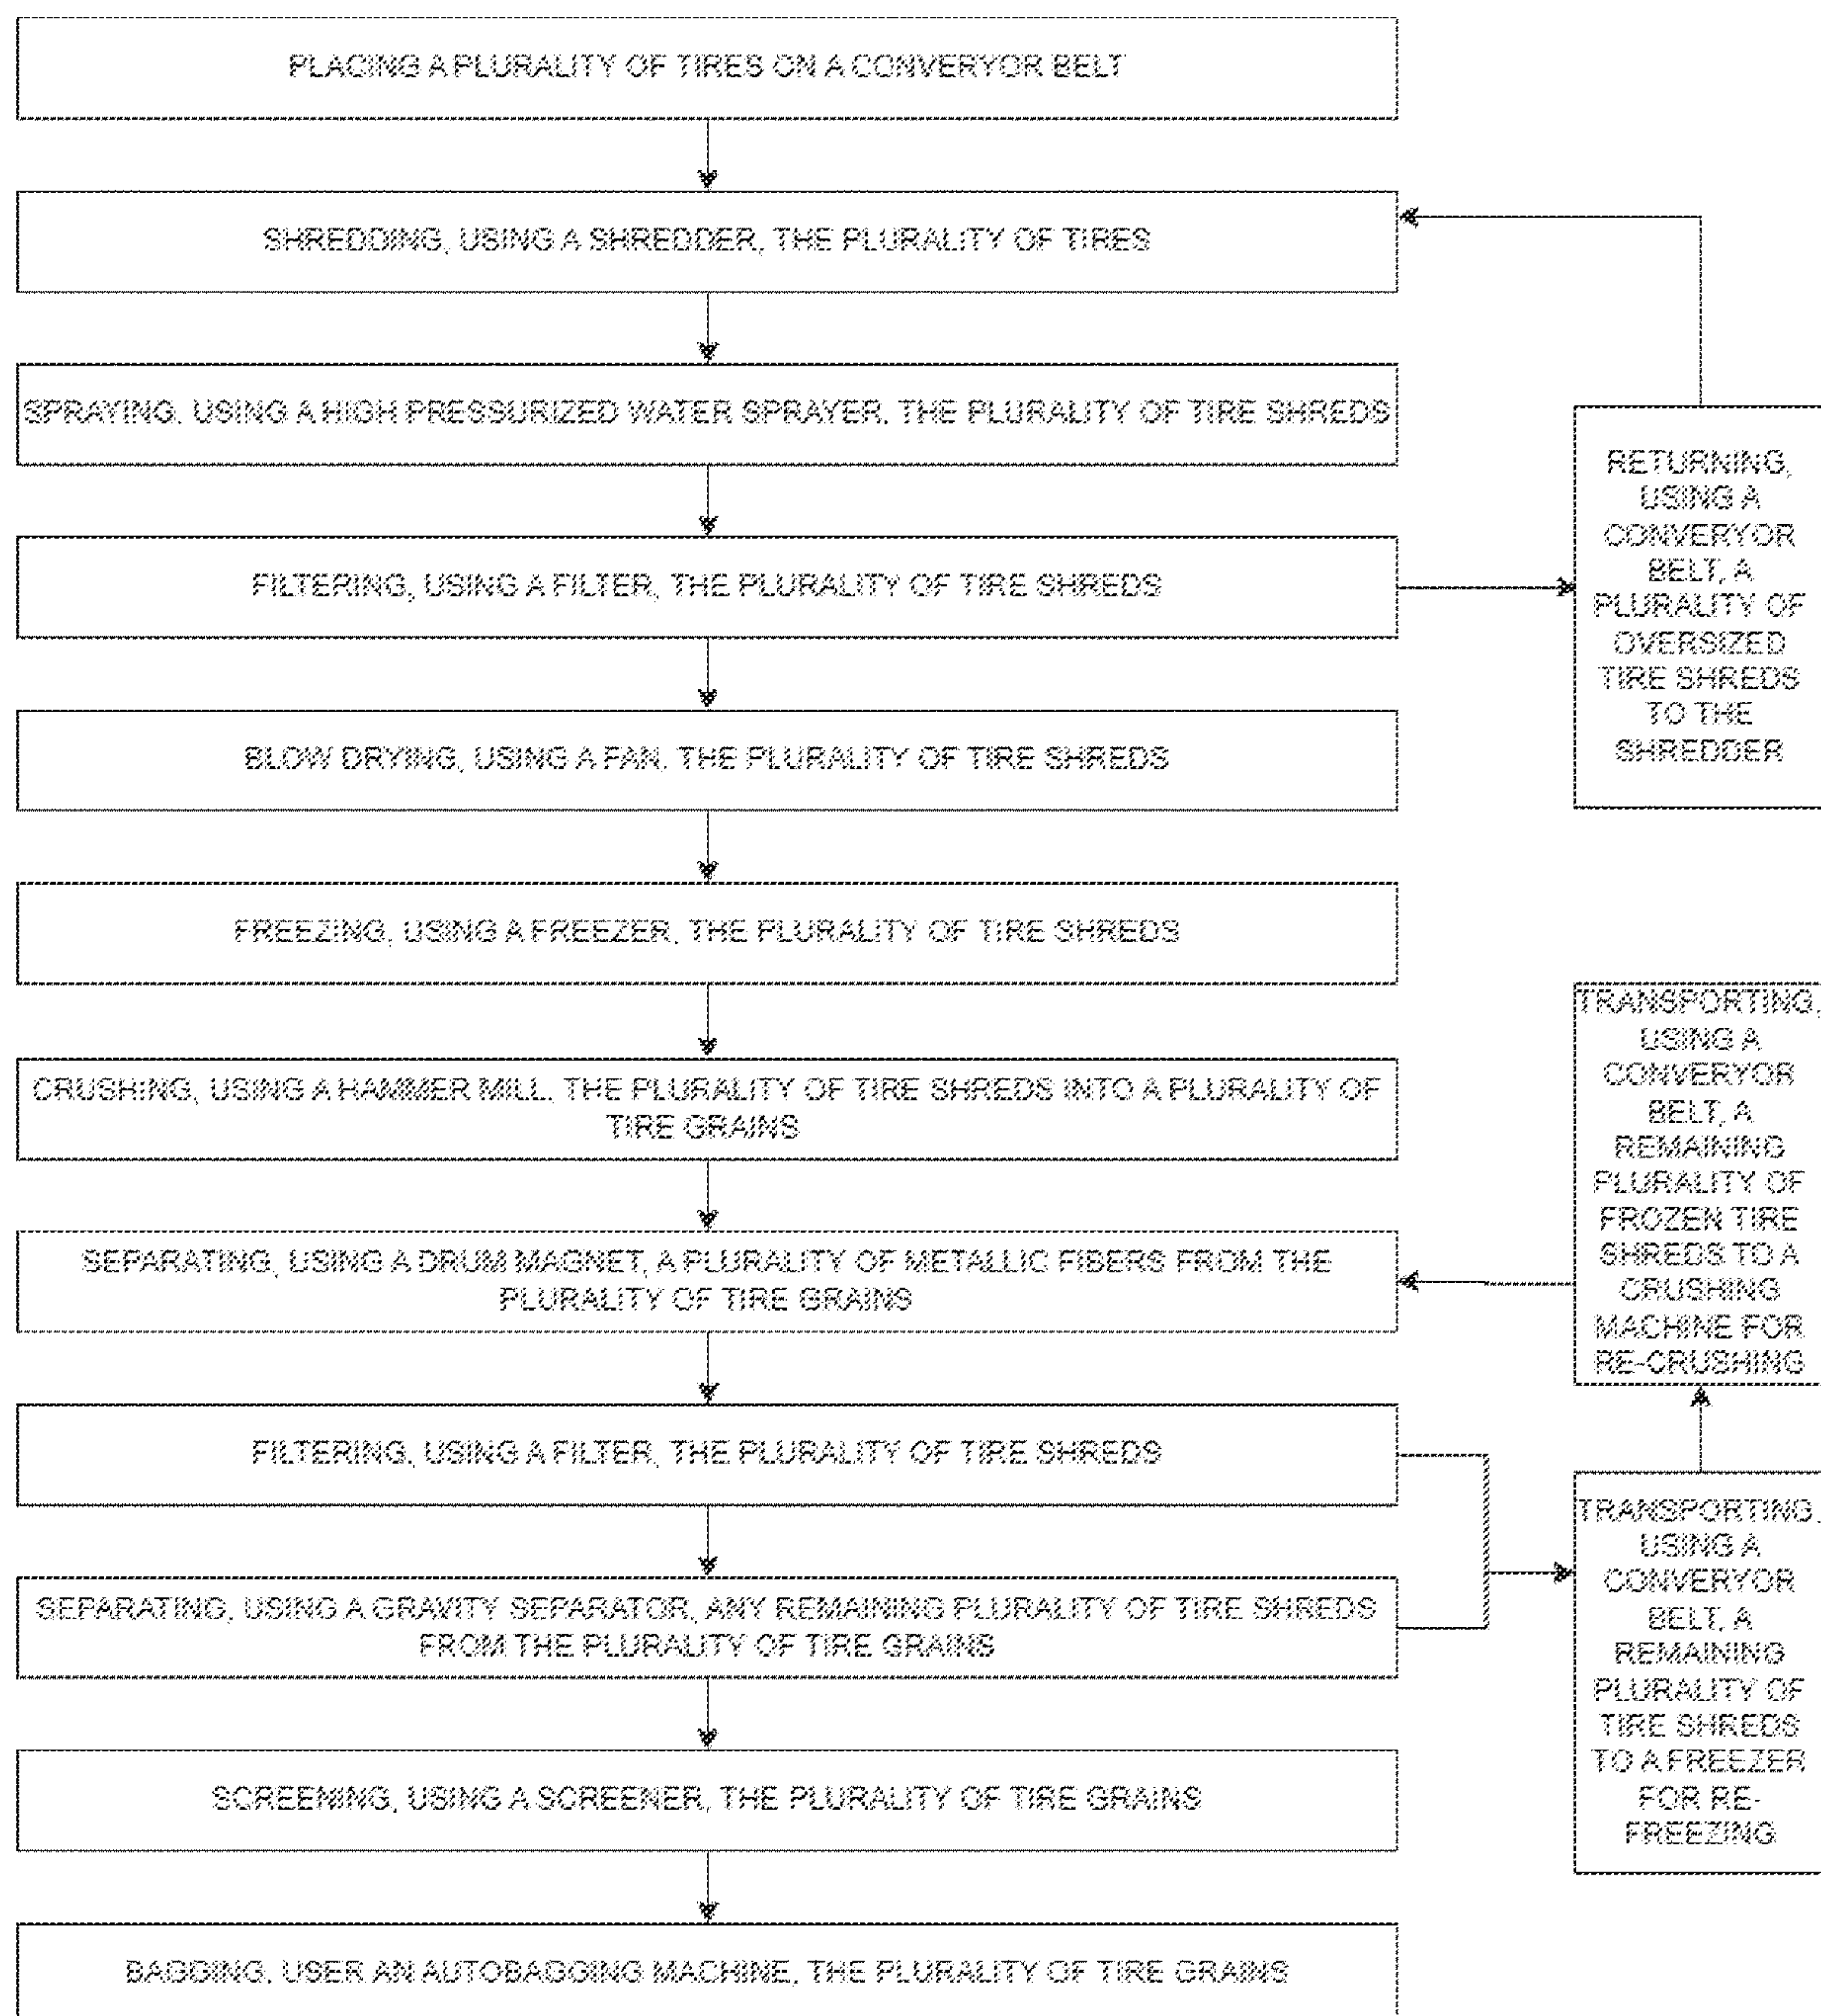 PLACING A PLURALITY OF TIRES ON A CONVERYOR BELT
SHREDDING, USING A SHREDDER, THE PLURALITY OF TIRES
SPRAYING, USING A HIGH PRESSURIZED WATER SPRAYER, THE PLURALITY OF TIRE SHREDS
FILTERING, USING A FILTER, THE PLURALITY OF TIRE SHREDS
RETURNING,
USING A
CONVERYOR
BELT, A
PLURALITY OF
OVERSIZED
TIRE SHREDS
TO THE
SHREDDER
BLOW DRYING, USING A FAN, THE PLURALITY OF TIRE SHREDS
FREEZING, USING A FREEZER, THE PLURALITY OF TIRE SHREDS
CRUSHING, USING A HAMMER MILL, THE PLURALITY OF TIRE SHREDS INTO A PLURALITY OF
TIRE GRAINS
SEPARATING, USING A DRUM MAGNET, A PLURALITY OF METALLIC FIBERS FROM THE
PLURALITY OF TIRE GRAINS
TRANSPORTING,
USING A
CONVERYOR
BELT, A
REMAINING
PLURALITY OF
FROZEN TIRE
SHREDS TO A
CRUSHING
MACHINE FOR
RE-CRUSHING
FILTERING, USING A FILTER, THE PLURALITY OF TIRE SHREDS
SEPARATING, USING A GRAVITY SEPARATOR, ANY REMAINING PLURALITY OF TIRE SHREDS
FROM THE PLURALITY OF TIRE GRAINS
TRANSPORTING,
USING A
CONVERYOR
BELT, A
REMAINING
PLURALITY OF
TIRE SHREDS
TO A FREEZER
FOR RE-
FREEZING
SCREENING, USING A SCREENER, THE PLURALITY OF TIRE GRAINS
BAGGING, USER AN AUTOBAGGING MACHINE, THE PLURALITY OF TIRE GRAINS